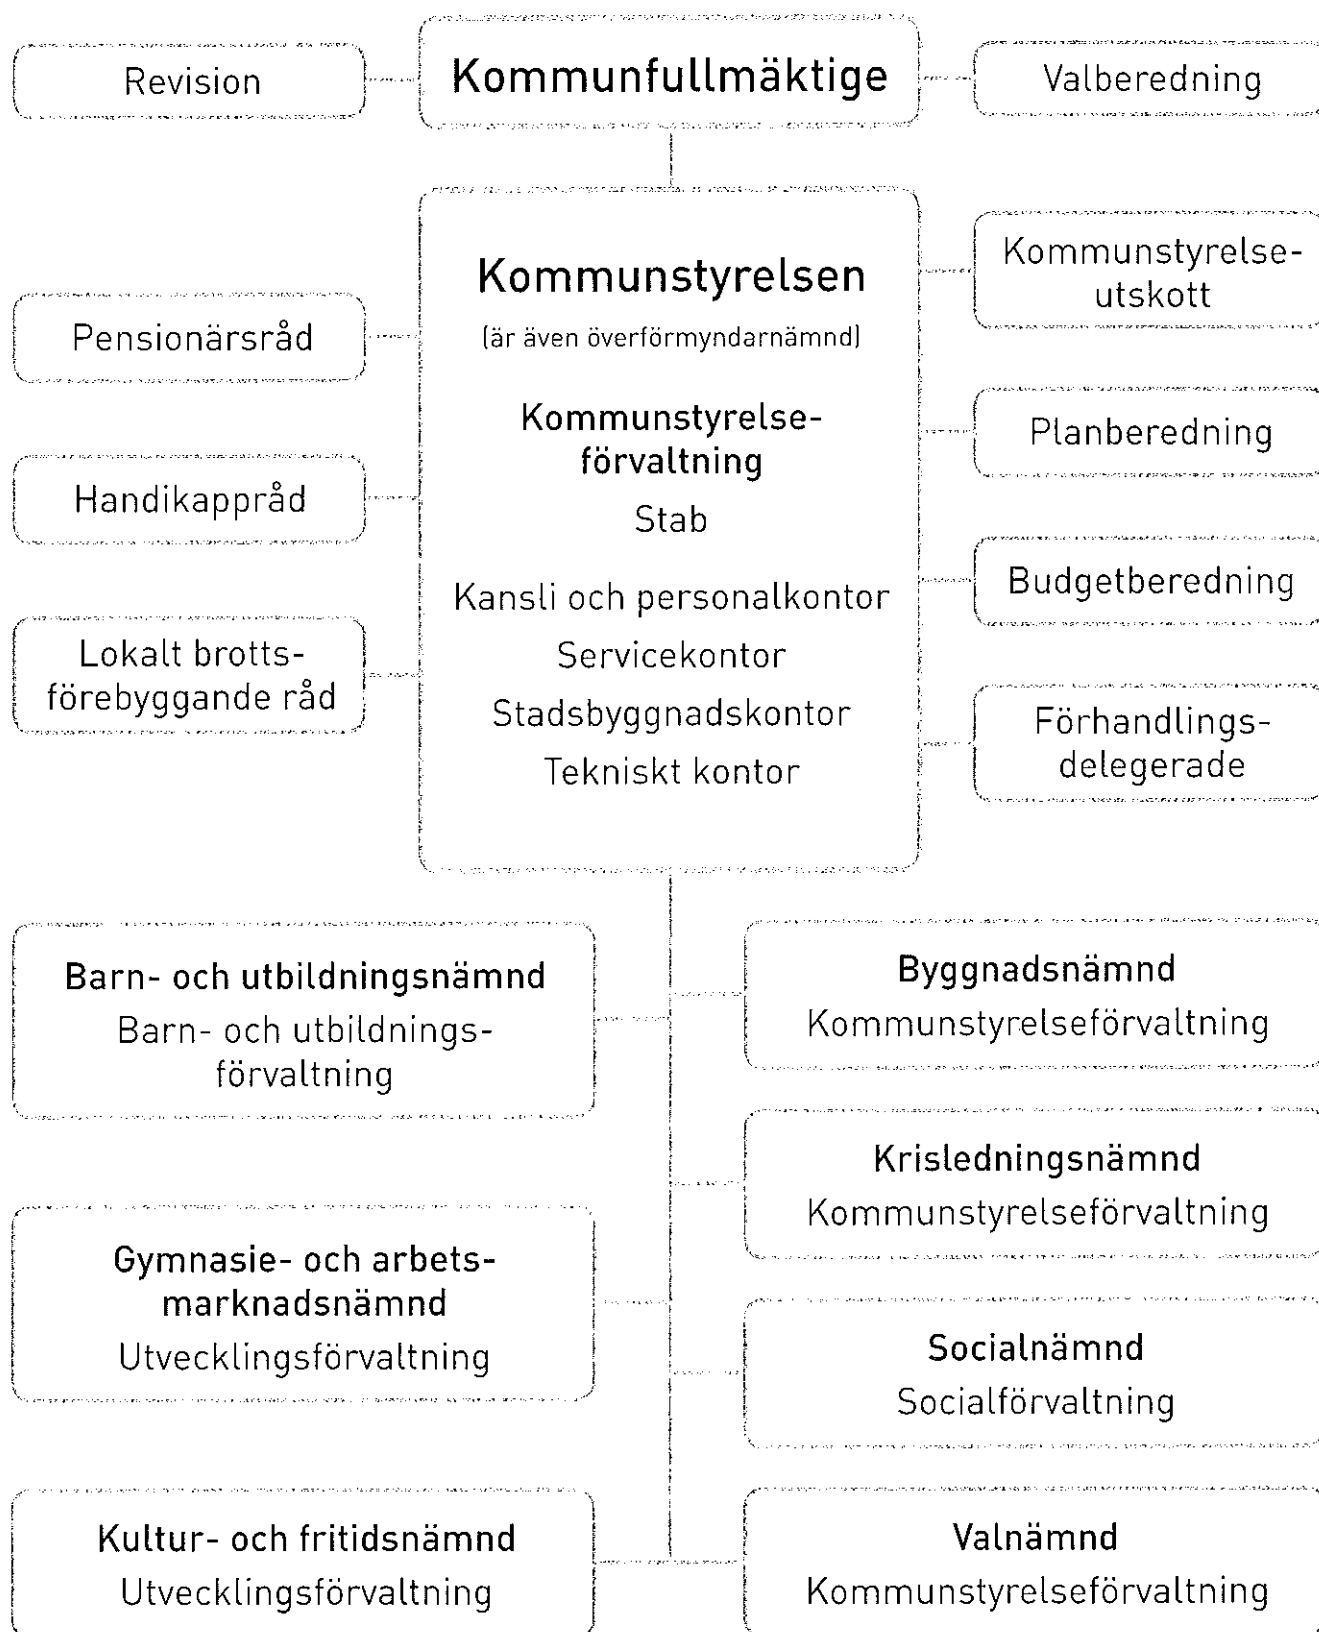 Revision
Kommunfullmäktige
Valberedning
Kommunstyrelsen
(är även överförmyndarnämnd)
Kommunstyrelse-
förvaltning
Stab
Kansli och personalkontor
Servicekontor
Stadsbyggnadskontor
Tekniskt kontor
Pensionärsråd
Handikappråd
Lokalt brotts-
förebyggande råd
Kommunstyrelse-
utskott
Planberedning
Budgetberedning
Förhandlings-
delegerade
Barn- och utbildningsnämnd
Barn- och utbildnings-
förvaltning
Gymnasie- och arbets-
marknadsnämnd
Utvecklingsförvaltning
Kultur- och fritidsnämnd
Utvecklingsförvaltning
Byggnadsnämnd
Kommunstyrelseförvaltning
Krisledningsnämnd
Kommunstyrelseförvaltning
Socialnämnd
Socialförvaltning
Valnämnd
Kommunstyrelseförvaltning